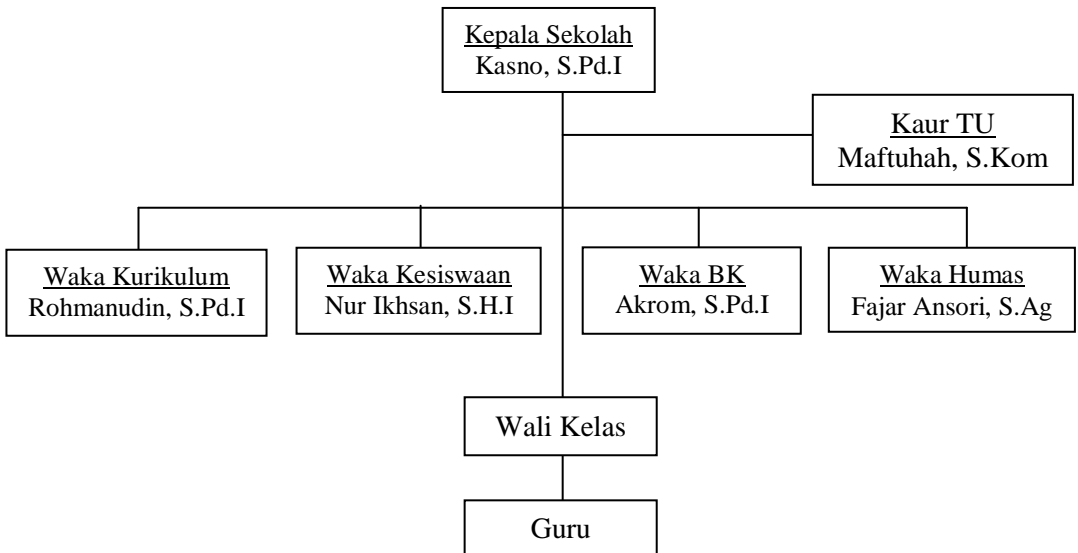 Kepala Sekolah
Kasno, S.Pd.I
Kaur TU
Maftuhah, S.Kom
Waka Kurikulum
Rohmanudin, S.Pd.I
Waka Kesiswaan
Nur Ikhsan, S.H.I
Waka BK
Akrom, S.Pd.I
Waka Humas
Fajar Ansori, S.Ag
Wali Kelas
Guru